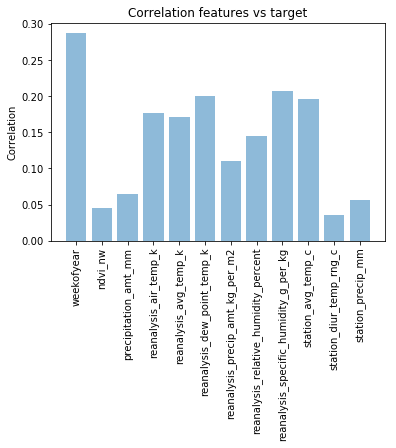 Correlation features vs target
Correlation
0.30
0.25
0.20
0.15
0.10
0.05
0.00
weekofyear
ndvi_nw
precipitation_amt_mm
reanalysis_air_temp_k
reanalysis_avg_temp_k
reanalysis_dew_point_temp_k
reanalysis_precip_amt_kg_per_m2
reanalysis_relative_humidity_percent
reanalysis_specific_humidity_g_per_kg
station_avg_temp_c
station_diur_temp_rng_c
station_precip_mm